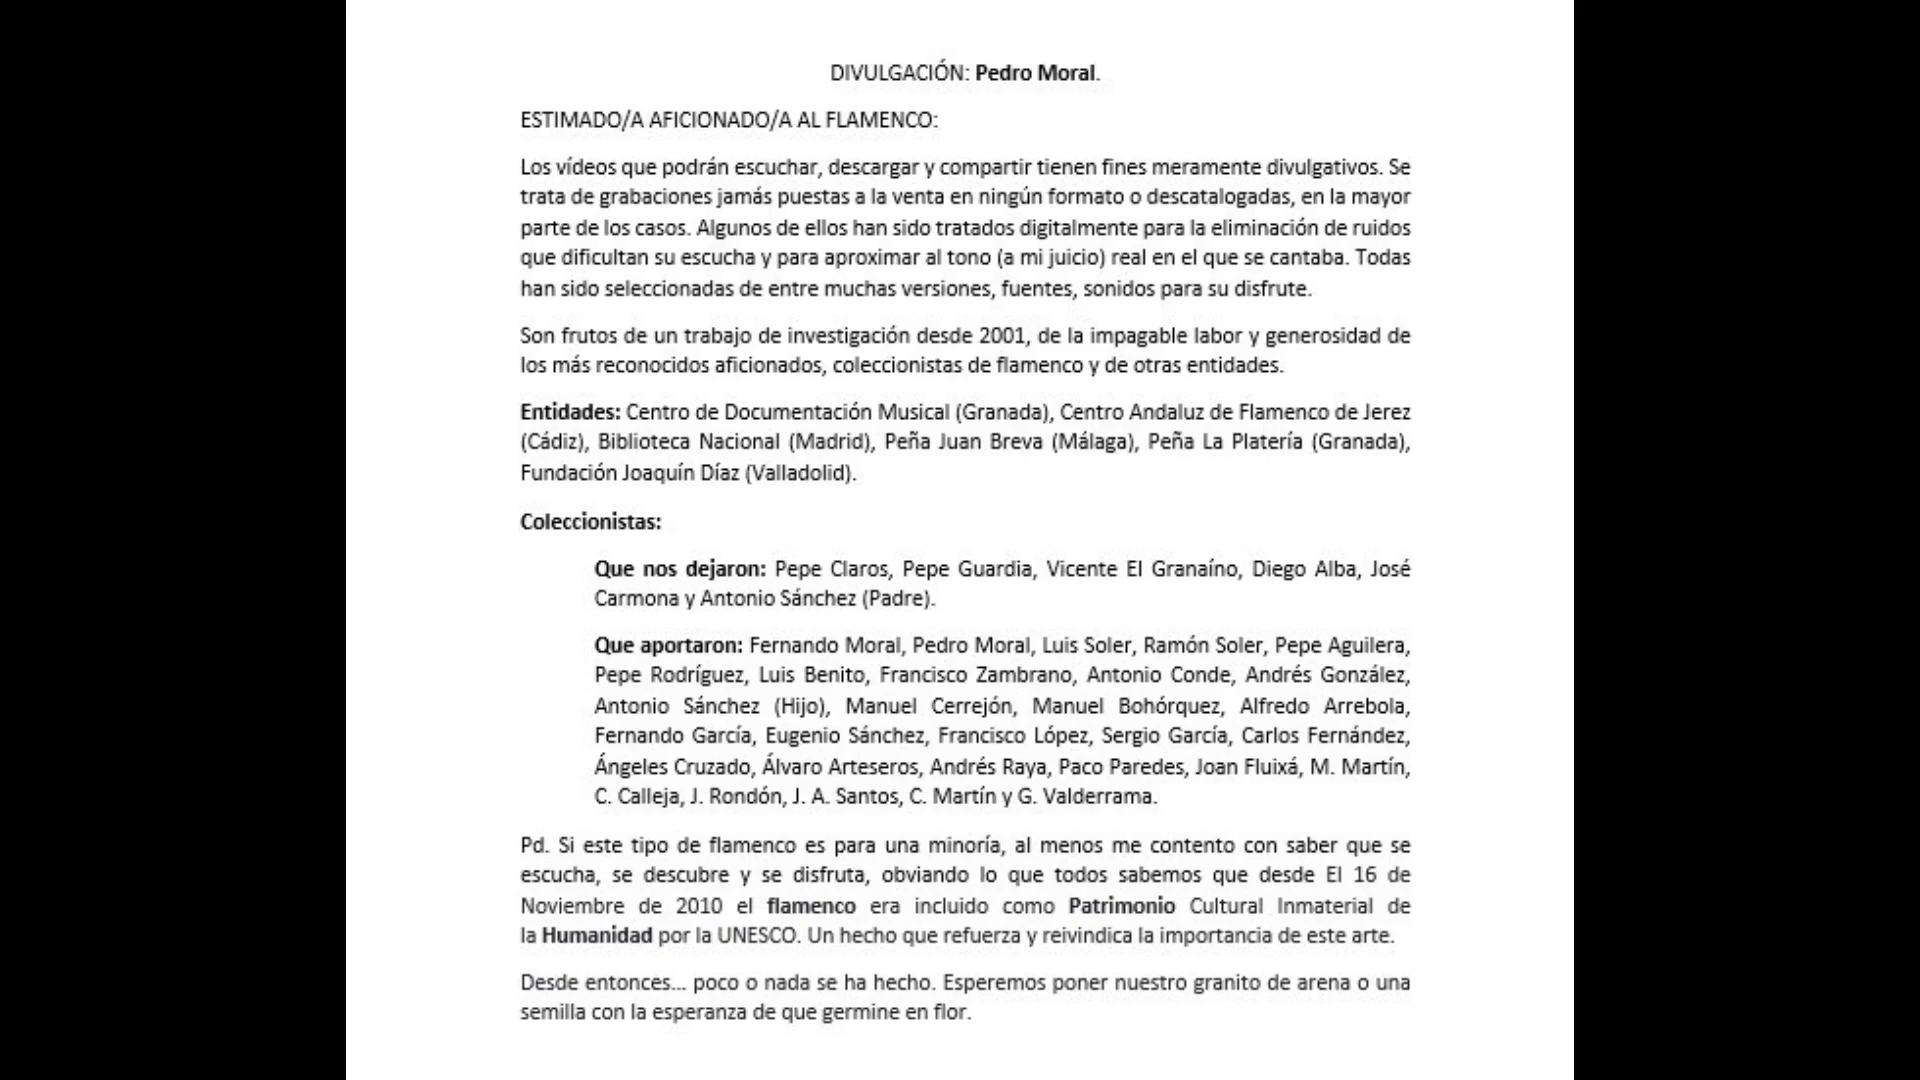 DIVULGACIÓN: Pedro Moral.
ESTIMADO/A AFICIONADO/A AL FLAMENCO:
Los vídeos que podrán escuchar, descargar y compartir tienen fines meramente divulgativos. Se
trata de grabaciones jamás puestas a la venta en ningún formato o descatalogadas, en la mayor
parte de los casos. Algunos de ellos han sido tratados digitalmente para la eliminación de ruidos
que dificultan su escucha y para aproximar al tono (a mi juicio) real en el que se cantaba. Todas
han sido seleccionadas de entre muchas versiones, fuentes, sonidos para su disfrute.
Son frutos de un trabajo de investigación desde 2001, de la impagable labor y generosidad de
los más reconocidos aficionados, coleccionistas de flamenco y de otras entidades.
Entidades: Centro de Documentación Musical (Granada), Centro Andaluz de Flamenco de Jerez
(Cádiz), Biblioteca Nacional (Madrid), Peña Juan Breva (Málaga), Peña La Platería (Granada),
Fundación Joaquín Díaz (Valladolid).
Coleccionistas:
Que nos dejaron: Pepe Claros, Pepe Guardia, Vicente El Granaíno, Diego Alba, José
Carmona y Antonio Sánchez (Padre).
Que aportaron: Fernando Moral, Pedro Moral, Luis Soler, Ramón Soler, Pepe Aguilera,
Pepe Rodríguez, Luis Benito, Francisco Zambrano, Antonio Conde, Andrés González,
Antonio Sánchez (Hijo), Manuel Cerrejón, Manuel Bohórquez, Alfredo Arrebola,
Fernando García, Eugenio Sánchez, Francisco López, Sergio García, Carlos Fernández,
Ángeles Cruzado, Álvaro Arteseros, Andrés Raya, Paco Paredes, Joan Fluixá, M. Martín,
C. Calleja, J. Rondón, J. A. Santos, C. Martín y G. Valderrama.
Pd. Si este tipo de flamenco es para una minoría, al menos me contento con saber que se
escucha, se descubre y se disfruta, obviando lo que todos sabemos que desde El 16 de
Noviembre de 2010 el flamenco era incluido como Patrimonio Cultural Inmaterial de
la Humanidad por la UNESCO. Un hecho que refuerza y reivindica la importancia de este arte.
Desde entonces... poco o nada se ha hecho. Esperemos poner nuestro granito de arena o una
semilla con la esperanza de que germine en flor.